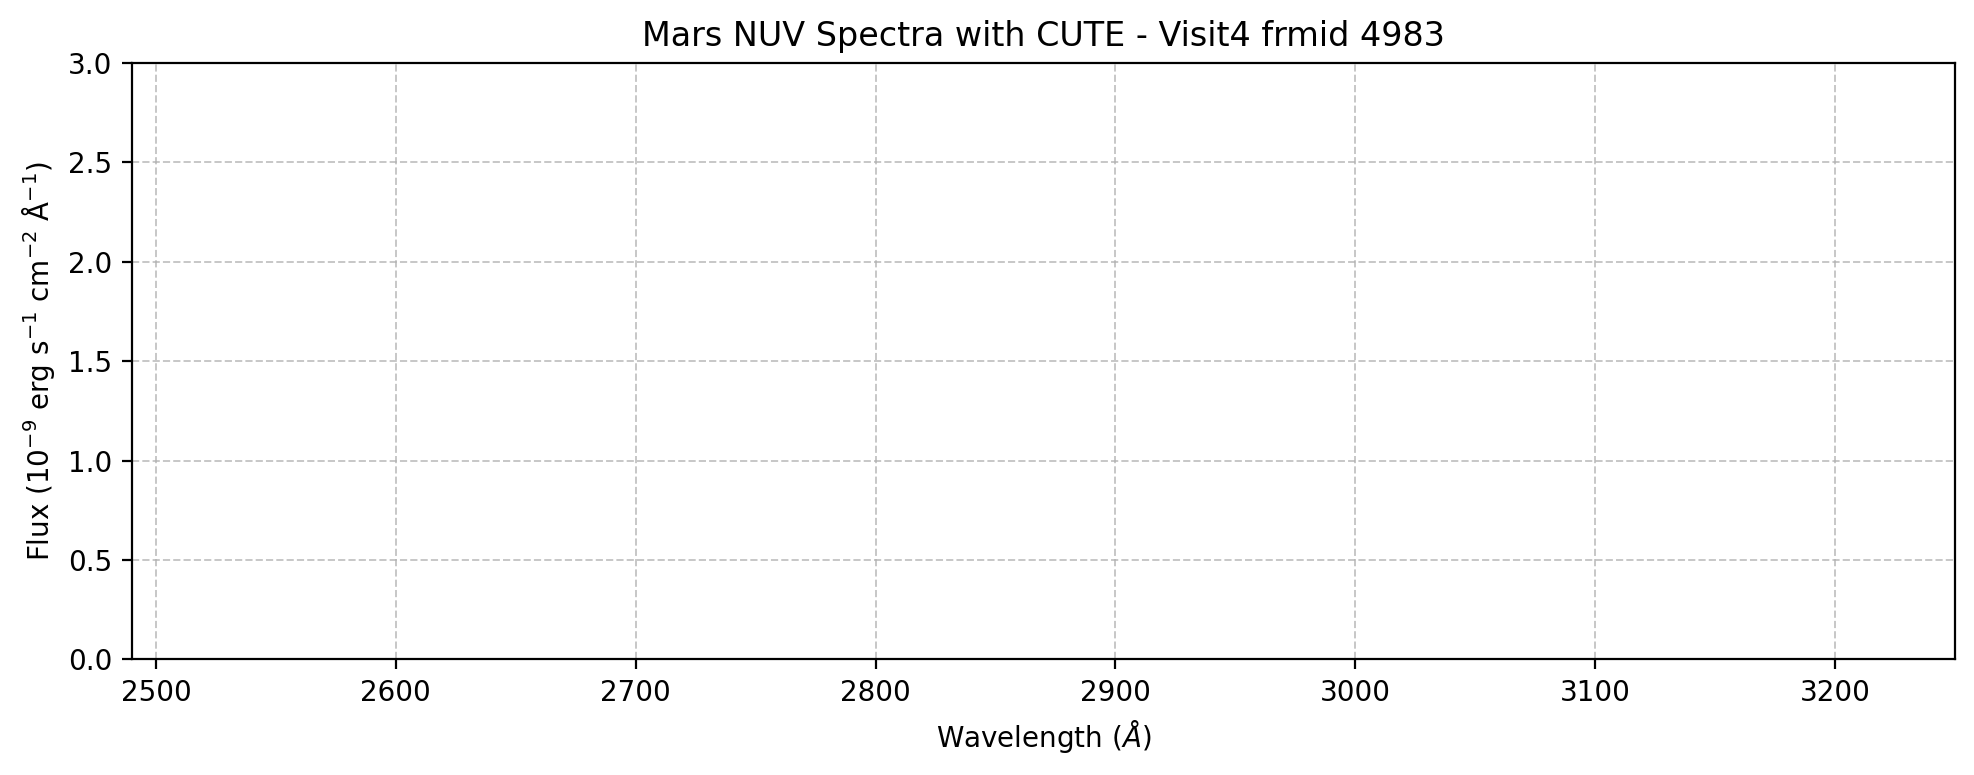 Mars NUV Spectra with CUTE - Visit4 frmid 4983
Flux (10⁻⁹ erg s⁻¹ cm⁻² Å⁻¹)
3.0
2.5
2.0
1.5
1.0
0.5
0.0
2500 2600 2700 2800 2900 3000 3100 3200
Wavelength (Å)